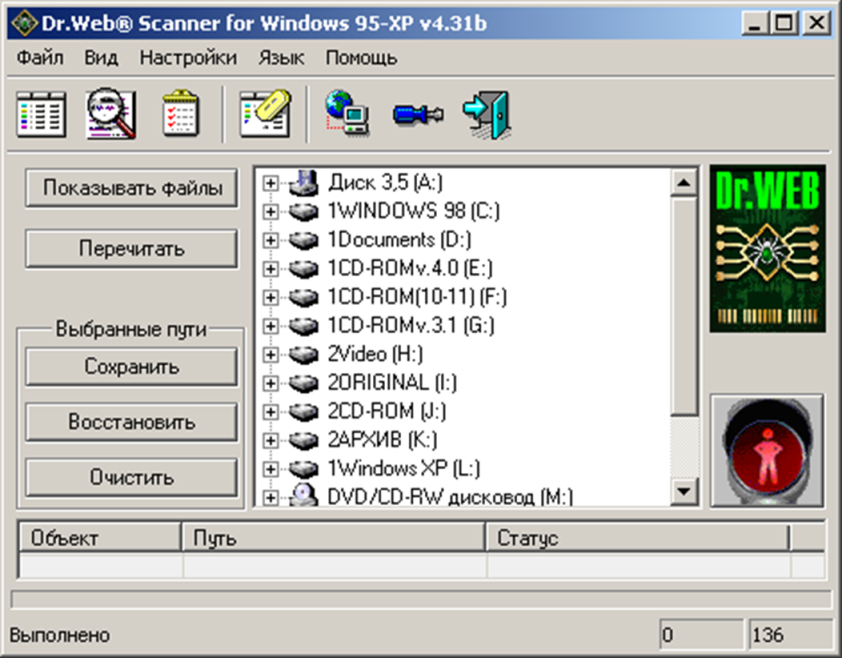 Dr.Web® Scanner for Windows 95-XP v4.31b
Файл Вид Настройки Язык Помощь
Показывать файлы
Перечитать
Выбранные пути
Сохранить
Восстановить
Очистить
Диск 3,5 (A:)
1WINDOWS 98 (C:)
1Documents (D:)
1CD-ROMv.4.0 (E:)
1CD-ROM(10-11) (F:)
1CD-ROMv.3.1 (G:)
2Video (H:)
2ORIGINAL (I:)
2CD-ROM (J:)
2АРХИВ (K:)
1Windows XP (L:)
DVD/CD-RW дисковод (M:)
Dr.WEB
Объект Путь Статус
Выполнено 0 136